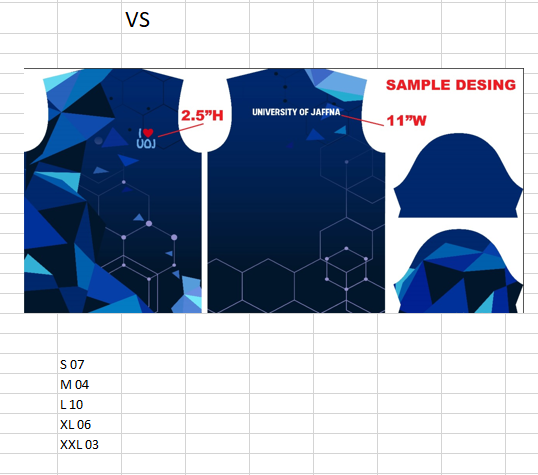 VS
SAMPLE DESING
2.5”H
I
UOJ
UNIVERSITY OF JAFFNA
11”W
S 07
M 04
L 10
XL 06
XXL 03